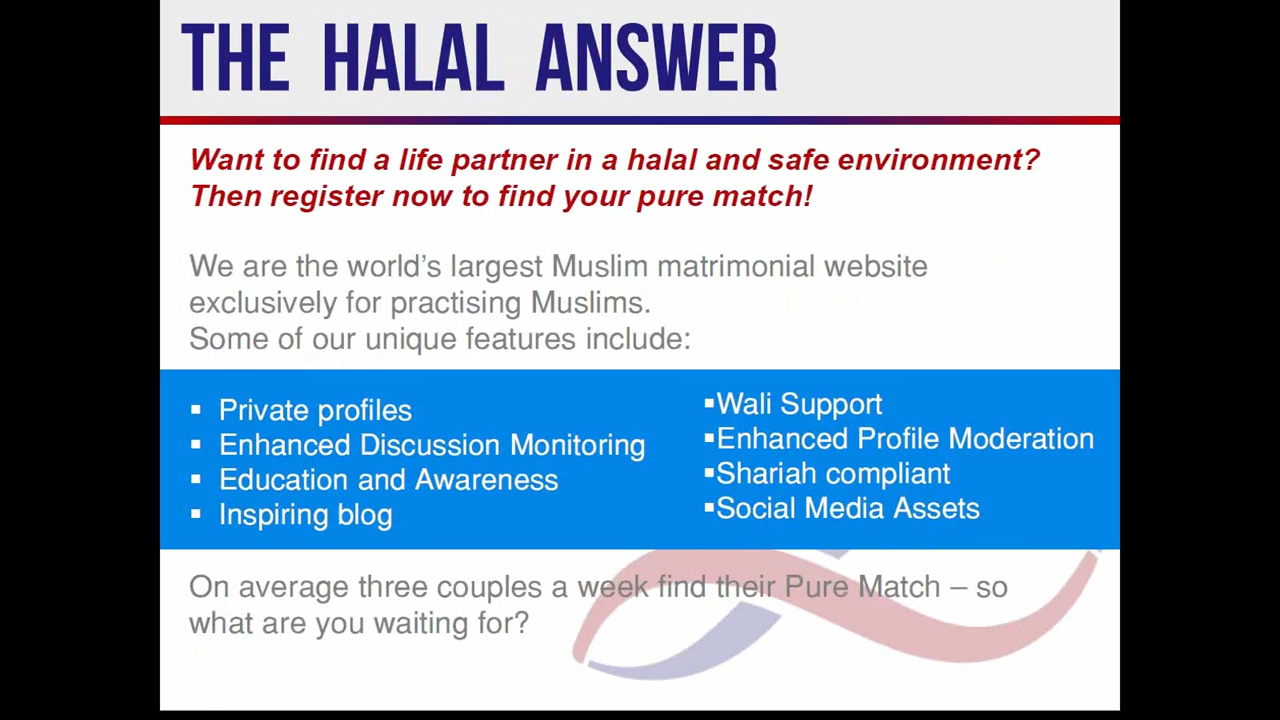 THE HALAL ANSWER
Want to find a life partner in a halal and safe environment?
Then register now to find your pure match!
We are the world's largest Muslim matrimonial website
exclusively for practising Muslims.
Some of our unique features include:
▪ Private profiles
▪ Enhanced Discussion Monitoring
▪ Education and Awareness
▪ Inspiring blog
▪Wali Support
▪Enhanced Profile Moderation
▪Shariah compliant
▪Social Media Assets
On average three couples a week find their Pure Match – so
what are you waiting for?